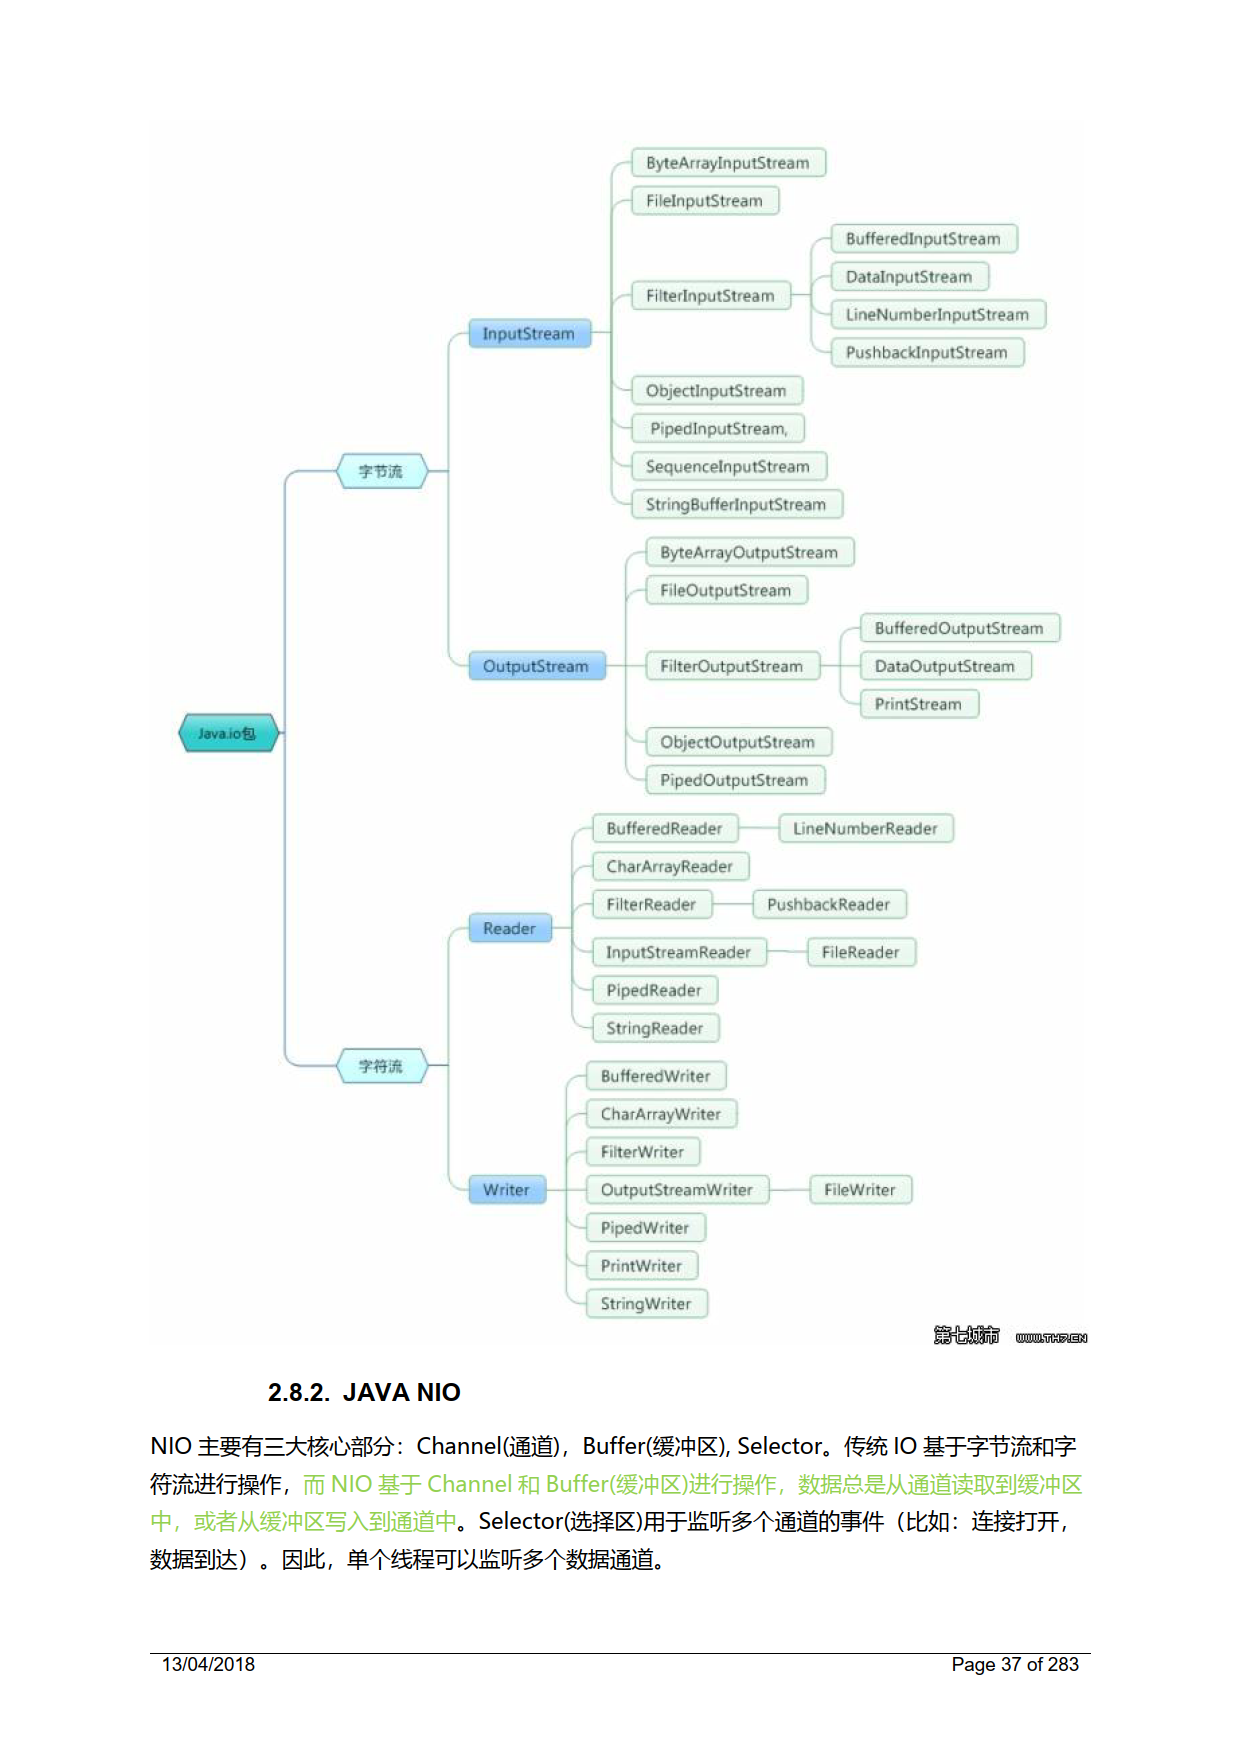 ByteArrayInputStream
FileInputStream
BufferedInputStream
DataInputStream
FilterInputStream
LineNumberInputStream
InputStream
PushbackInputStream
ObjectInputStream
PipedInputStream,
字节流
SequenceInputStream
StringBufferInputStream
ByteArrayOutputStream
FileOutputStream
BufferedOutputStream
OutputStream
FilterOutputStream
DataOutputStream
PrintStream
Java.io包
ObjectOutputStream
PipedOutputStream
BufferedReader
LineNumberReader
CharArrayReader
FilterReader
PushbackReader
Reader
InputStreamReader
FileReader
PipedReader
StringReader
字符流
BufferedWriter
CharArrayWriter
FilterWriter
Writer
OutputStreamWriter
FileWriter
PipedWriter
PrintWriter
StringWriter
第七城市 WWW.TH7.CN
2.8.2. JAVA NIO
NIO 主要有三大核心部分：Channel(通道)，Buffer(缓冲区), Selector。传统 IO 基于字节流和字
符流进行操作，而 NIO 基于 Channel 和 Buffer(缓冲区)进行操作，数据总是从通道读取到缓冲区
中，或者从缓冲区写入到通道中。Selector(选择区)用于监听多个通道的事件（比如：连接打开，
数据到达）。因此，单个线程可以监听多个数据通道。
13/04/2018 Page 37 of 283